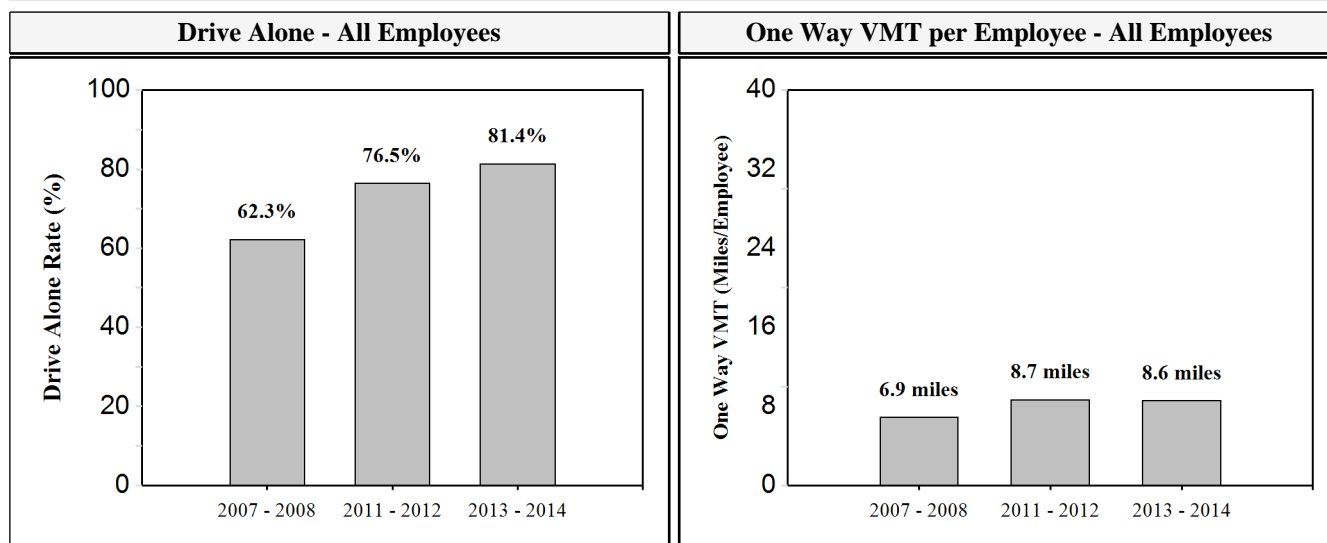 Drive Alone - All Employees
One Way VMT per Employee - All Employees
Drive Alone Rate (%)
100
80
60
40
20
0
62.3%
76.5%
81.4%
2007 - 2008
2011 - 2012
2013 - 2014
One Way VMT (Miles/Employee)
40
32
24
16
8
0
6.9 miles
8.7 miles
8.6 miles
2007 - 2008
2011 - 2012
2013 - 2014